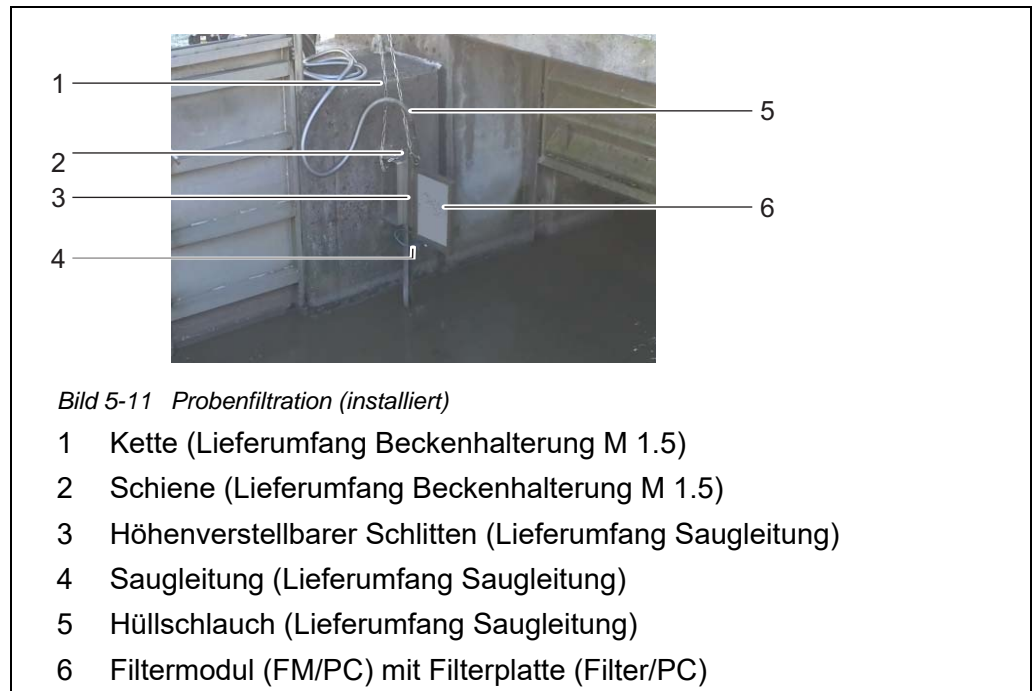 1
2
3
4
5
6
Bild 5-11 Probenfiltration (installiert)
1 Kette (Lieferumfang Beckenhalterung M 1.5)
2 Schiene (Lieferumfang Beckenhalterung M 1.5)
3 Höhenverstellbarer Schlitten (Lieferumfang Saugleitung)
4 Saugleitung (Lieferumfang Saugleitung)
5 Hüllschlauch (Lieferumfang Saugleitung)
6 Filtermodul (FM/PC) mit Filterplatte (Filter/PC)